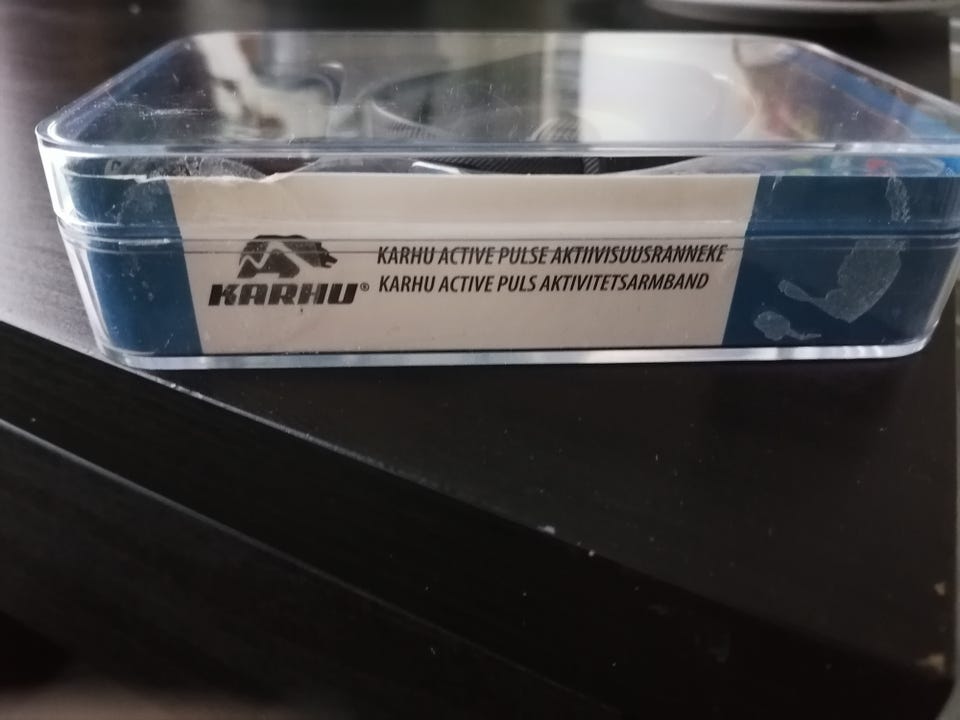 KARHU®
KARHU ACTIVE PULSE AKTIIVISUUSRANNEKE
KARHU ACTIVE PULS AKTIVITETSARMBAND